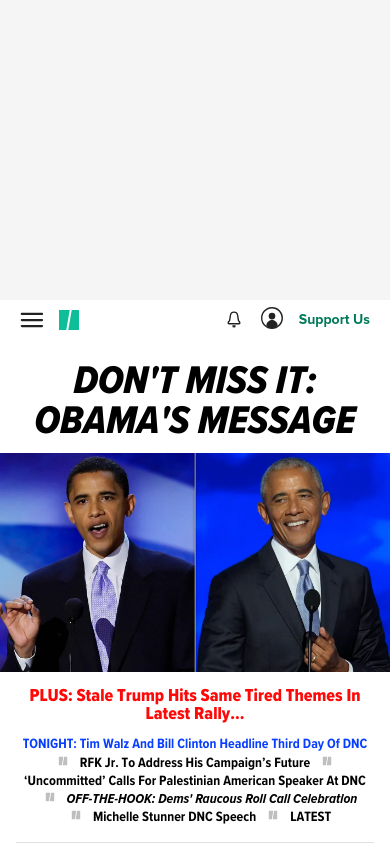 Support Us
DON'T MISS IT:
OBAMA'S MESSAGE
PLUS: Stale Trump Hits Same Tired Themes In
Latest Rally...
TONIGHT: Tim Walz And Bill Clinton Headline Third Day Of DNC
RFK Jr. To Address His Campaign's Future
‘Uncommitted’ Calls For Palestinian American Speaker At DNC
OFF-THE-HOOK: Dems' Raucous Roll Call Celebration
Michelle Stunner DNC Speech LATEST